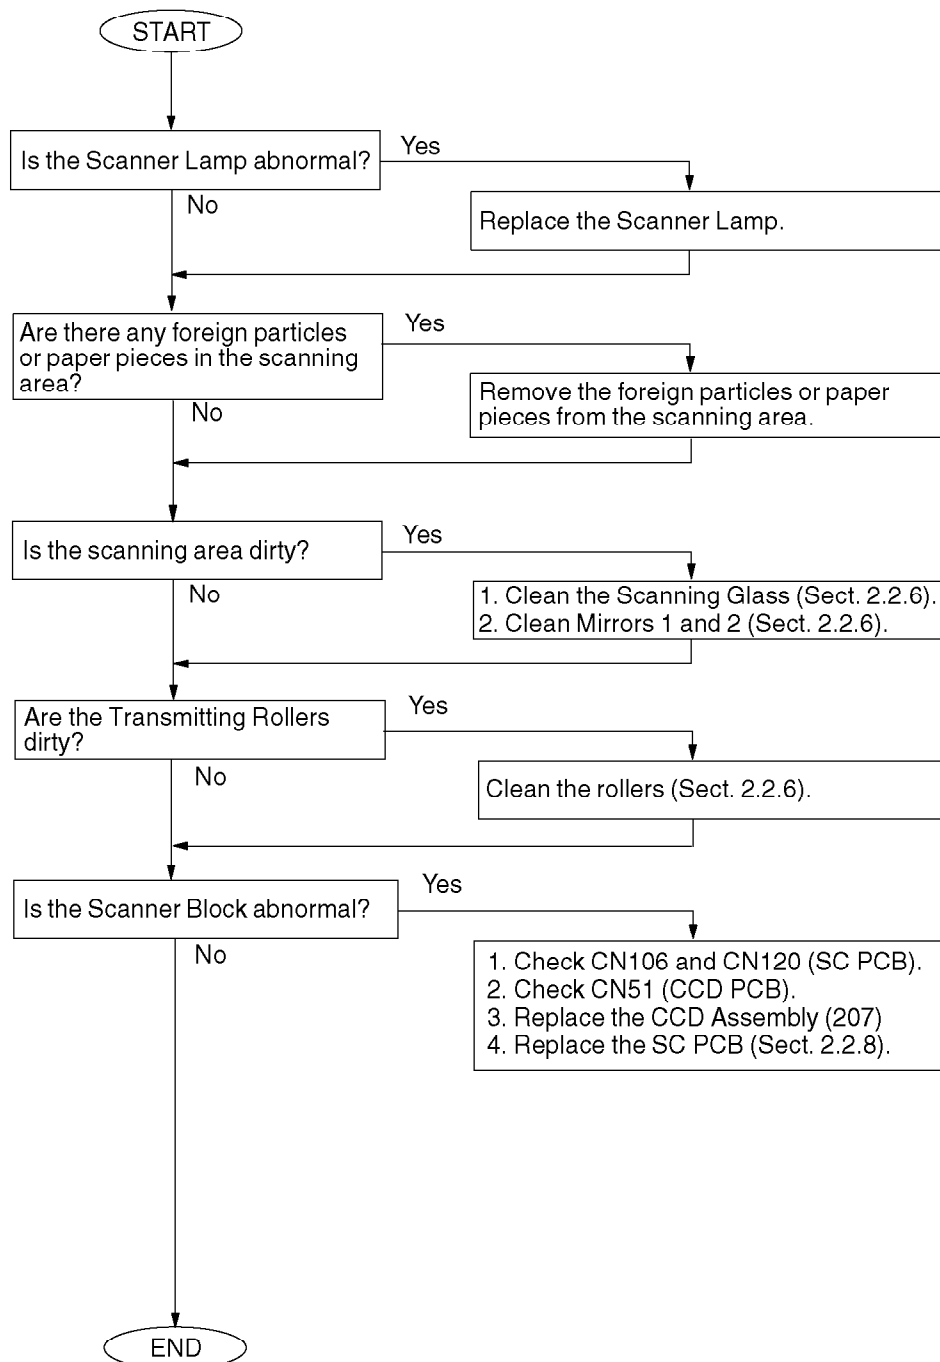 START
Is the Scanner Lamp abnormal?
Yes
No
Replace the Scanner Lamp.
Are there any foreign particles
or paper pieces in the scanning
area?
Yes
No
Remove the foreign particles or paper
pieces from the scanning area.
Is the scanning area dirty?
Yes
No
1. Clean the Scanning Glass (Sect. 2.2.6).
2. Clean Mirrors 1 and 2 (Sect. 2.2.6).
Are the Transmitting Rollers
dirty?
Yes
No
Clean the rollers (Sect. 2.2.6).
Is the Scanner Block abnormal?
Yes
No
1. Check CN106 and CN120 (SC PCB).
2. Check CN51 (CCD PCB).
3. Replace the CCD Assembly (207)
4. Replace the SC PCB (Sect. 2.2.8).
END